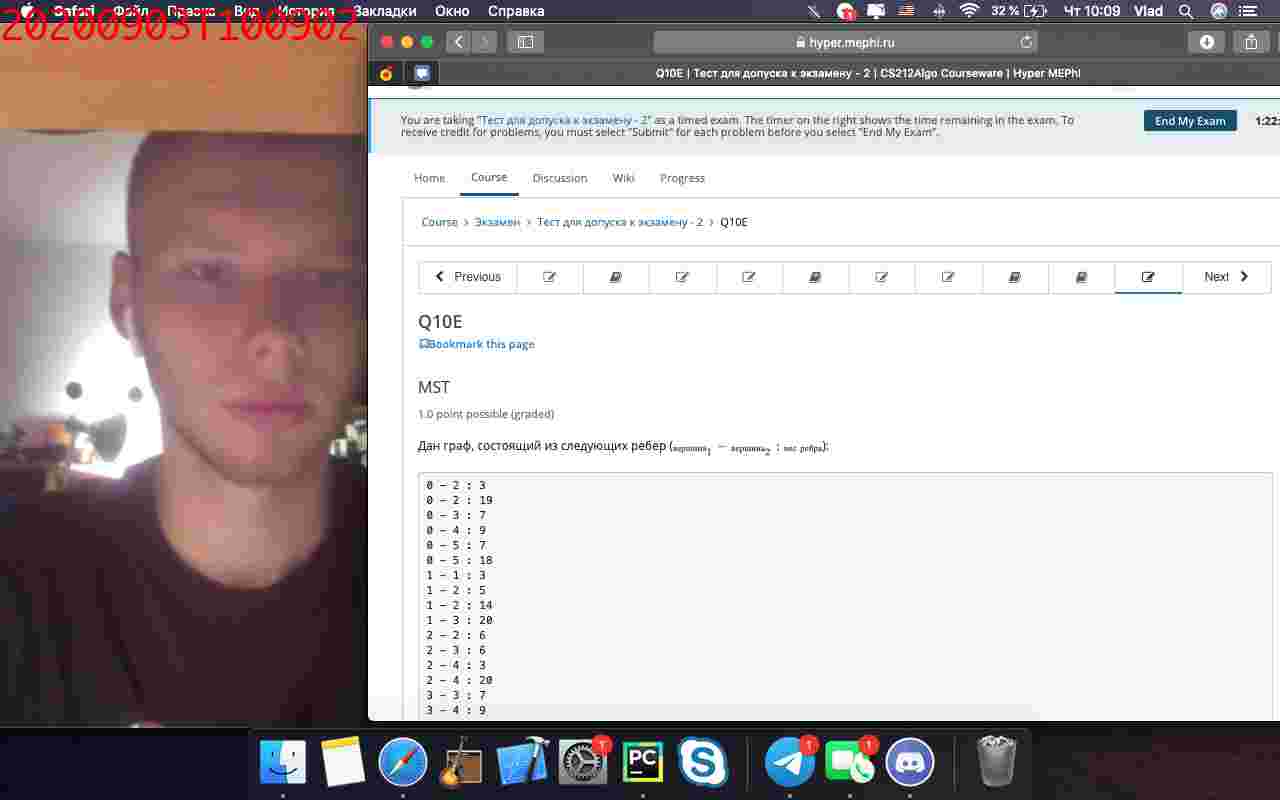 Safari Файл Правка Вид История Закладки Окно Справка 32 % Чт 10:09 Vlad
20200903T100902
hyper.mephi.ru
Q10E | Тест для допуска к экзамену - 2 | CS212Algo Courseware | Hyper MEPhI
You are taking "Тест для допуска к экзамену - 2" as a timed exam. The timer on the right shows the time remaining in the exam. To
receive credit for problems, you must select "Submit" for each problem before you select "End My Exam".
End My Exam
1:22:
Home Course Discussion Wiki Progress
Course > Экзамен > Тест для допуска к экзамену - 2 > Q10E
Previous Next
Q10E
Bookmark this page
MST
1.0 point possible (graded)
Дан граф, состоящий из следующих рёбер (вершина1 − вершина2 : вес ребра):
0 − 2 : 3
0 − 2 : 19
0 − 3 : 7
0 − 4 : 9
0 − 5 : 7
0 − 5 : 18
1 − 1 : 3
1 − 2 : 5
1 − 2 : 14
1 − 3 : 20
2 − 2 : 6
2 − 3 : 6
2 − 4 : 3
2 − 4 : 20
3 − 3 : 7
3 − 4 : 9
PC
1
1
1